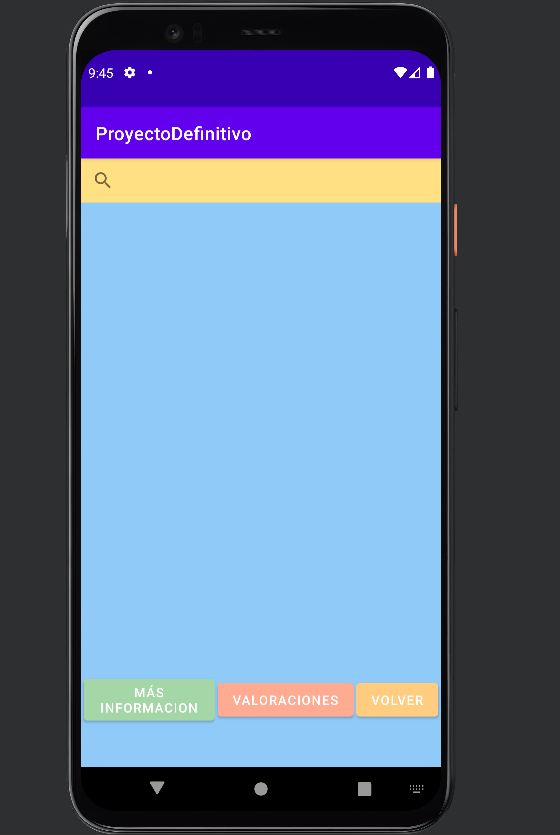 9:45
ProyectoDefinitivo
MÁS
INFORMACION
VALORACIONES
VOLVER